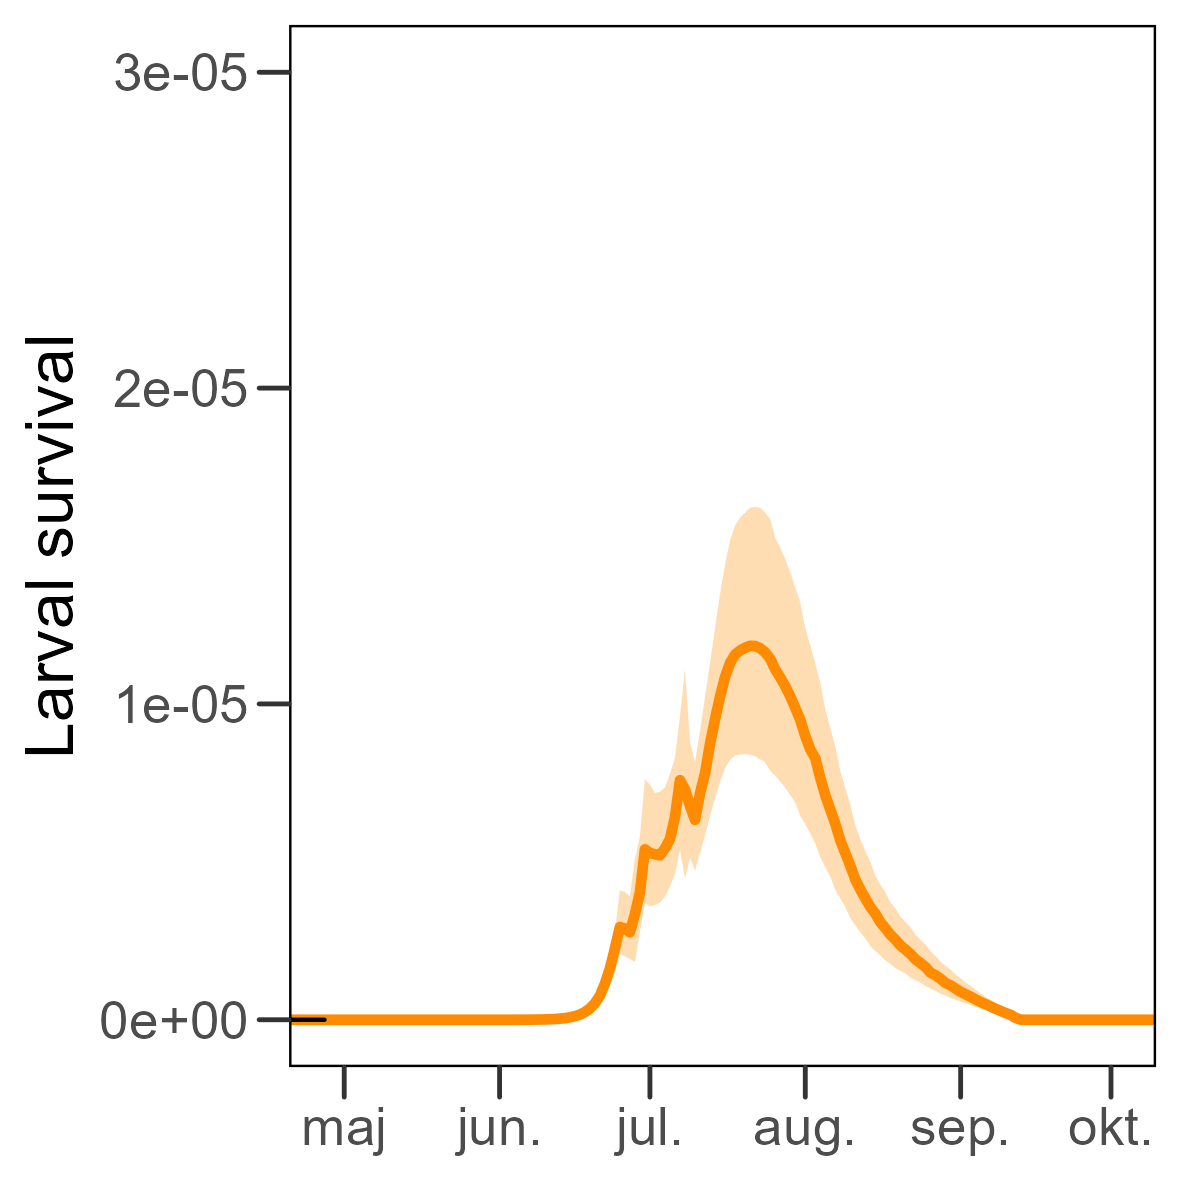 3e-05
2e-05
1e-05
0e+00
Larval survival
maj jun. jul. aug. sep. okt.